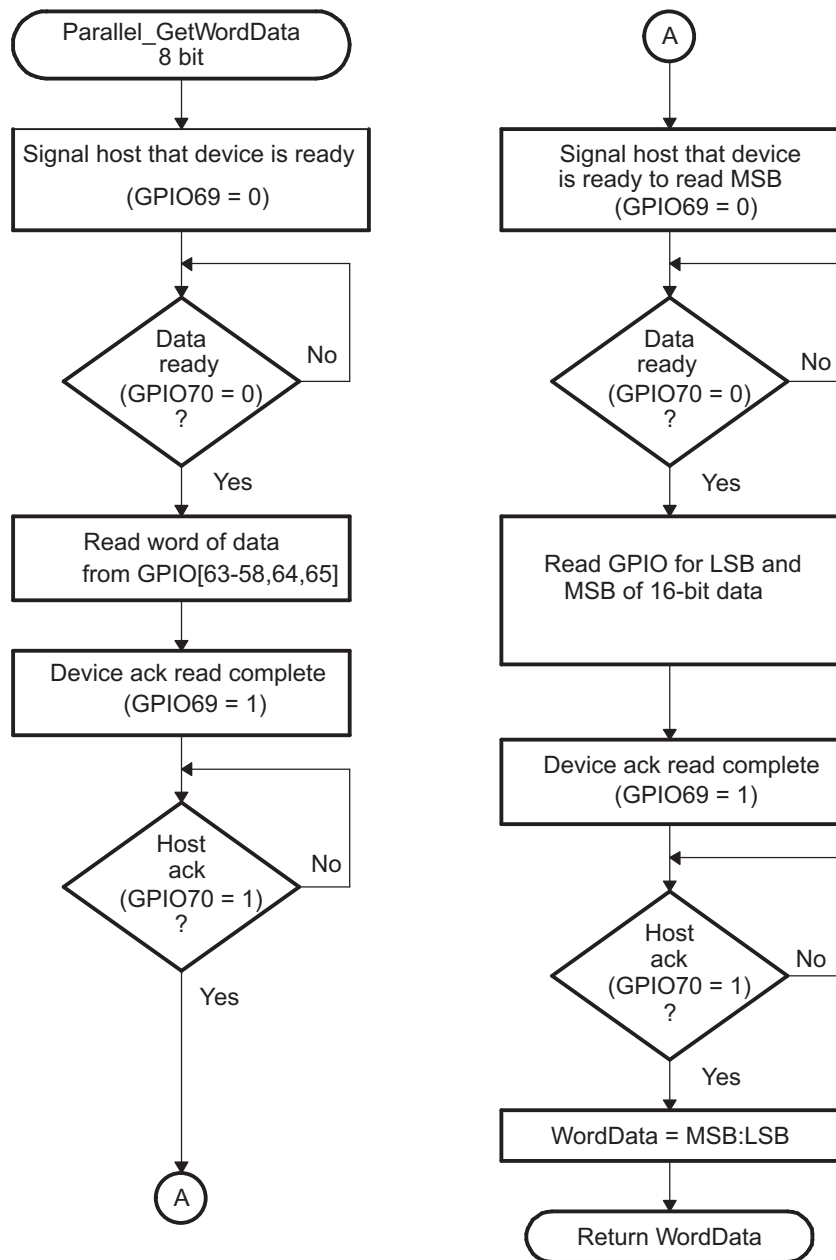 Parallel_GetWordData
8 bit
Signal host that device is ready
(GPIO69 = 0)
Data
ready
(GPIO70 = 0)
?
No
Yes
Read word of data
from GPIO[63-58,64,65]
Device ack read complete
(GPIO69 = 1)
Host
ack
(GPIO70 = 1)
?
No
Yes
A
A
Signal host that device
is ready to read MSB
(GPIO69 = 0)
Data
ready
(GPIO70 = 0)
?
No
Yes
Read GPIO for LSB and
MSB of 16-bit data
Device ack read complete
(GPIO69 = 1)
Host
ack
(GPIO70 = 1)
?
No
Yes
WordData = MSB:LSB
Return WordData